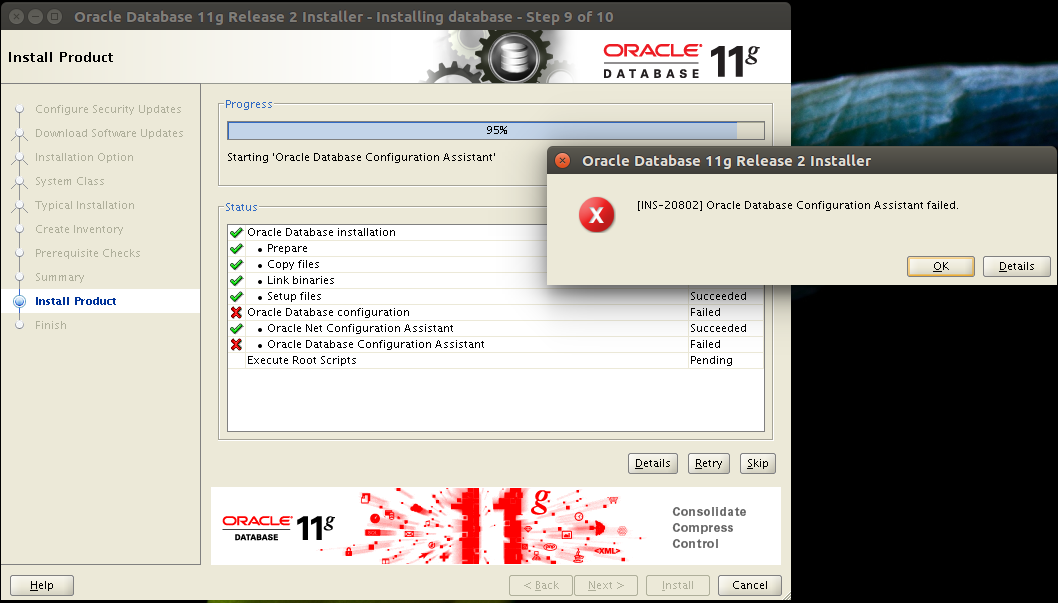 Oracle Database 11g Release 2 Installer - Installing database - Step 9 of 10
Install Product
ORACLE
DATABASE 11g
Configure Security Updates
Download Software Updates
Installation Option
System Class
Typical Installation
Create Inventory
Prerequisite Checks
Summary
Install Product
Finish
Progress
95%
Starting 'Oracle Database Configuration Assistant'
Status
Oracle Database installation
• Prepare
• Copy files
• Link binaries
• Setup files Succeeded
Oracle Database configuration Failed
• Oracle Net Configuration Assistant Succeeded
• Oracle Database Configuration Assistant Failed
Execute Root Scripts Pending
Oracle Database 11g Release 2 Installer
[INS-20802] Oracle Database Configuration Assistant failed.
OK Details
Details Retry Skip
ORACLE
DATABASE 11g
11g
<XML>
Consolidate
Compress
Control
Help < Back Next > Install Cancel